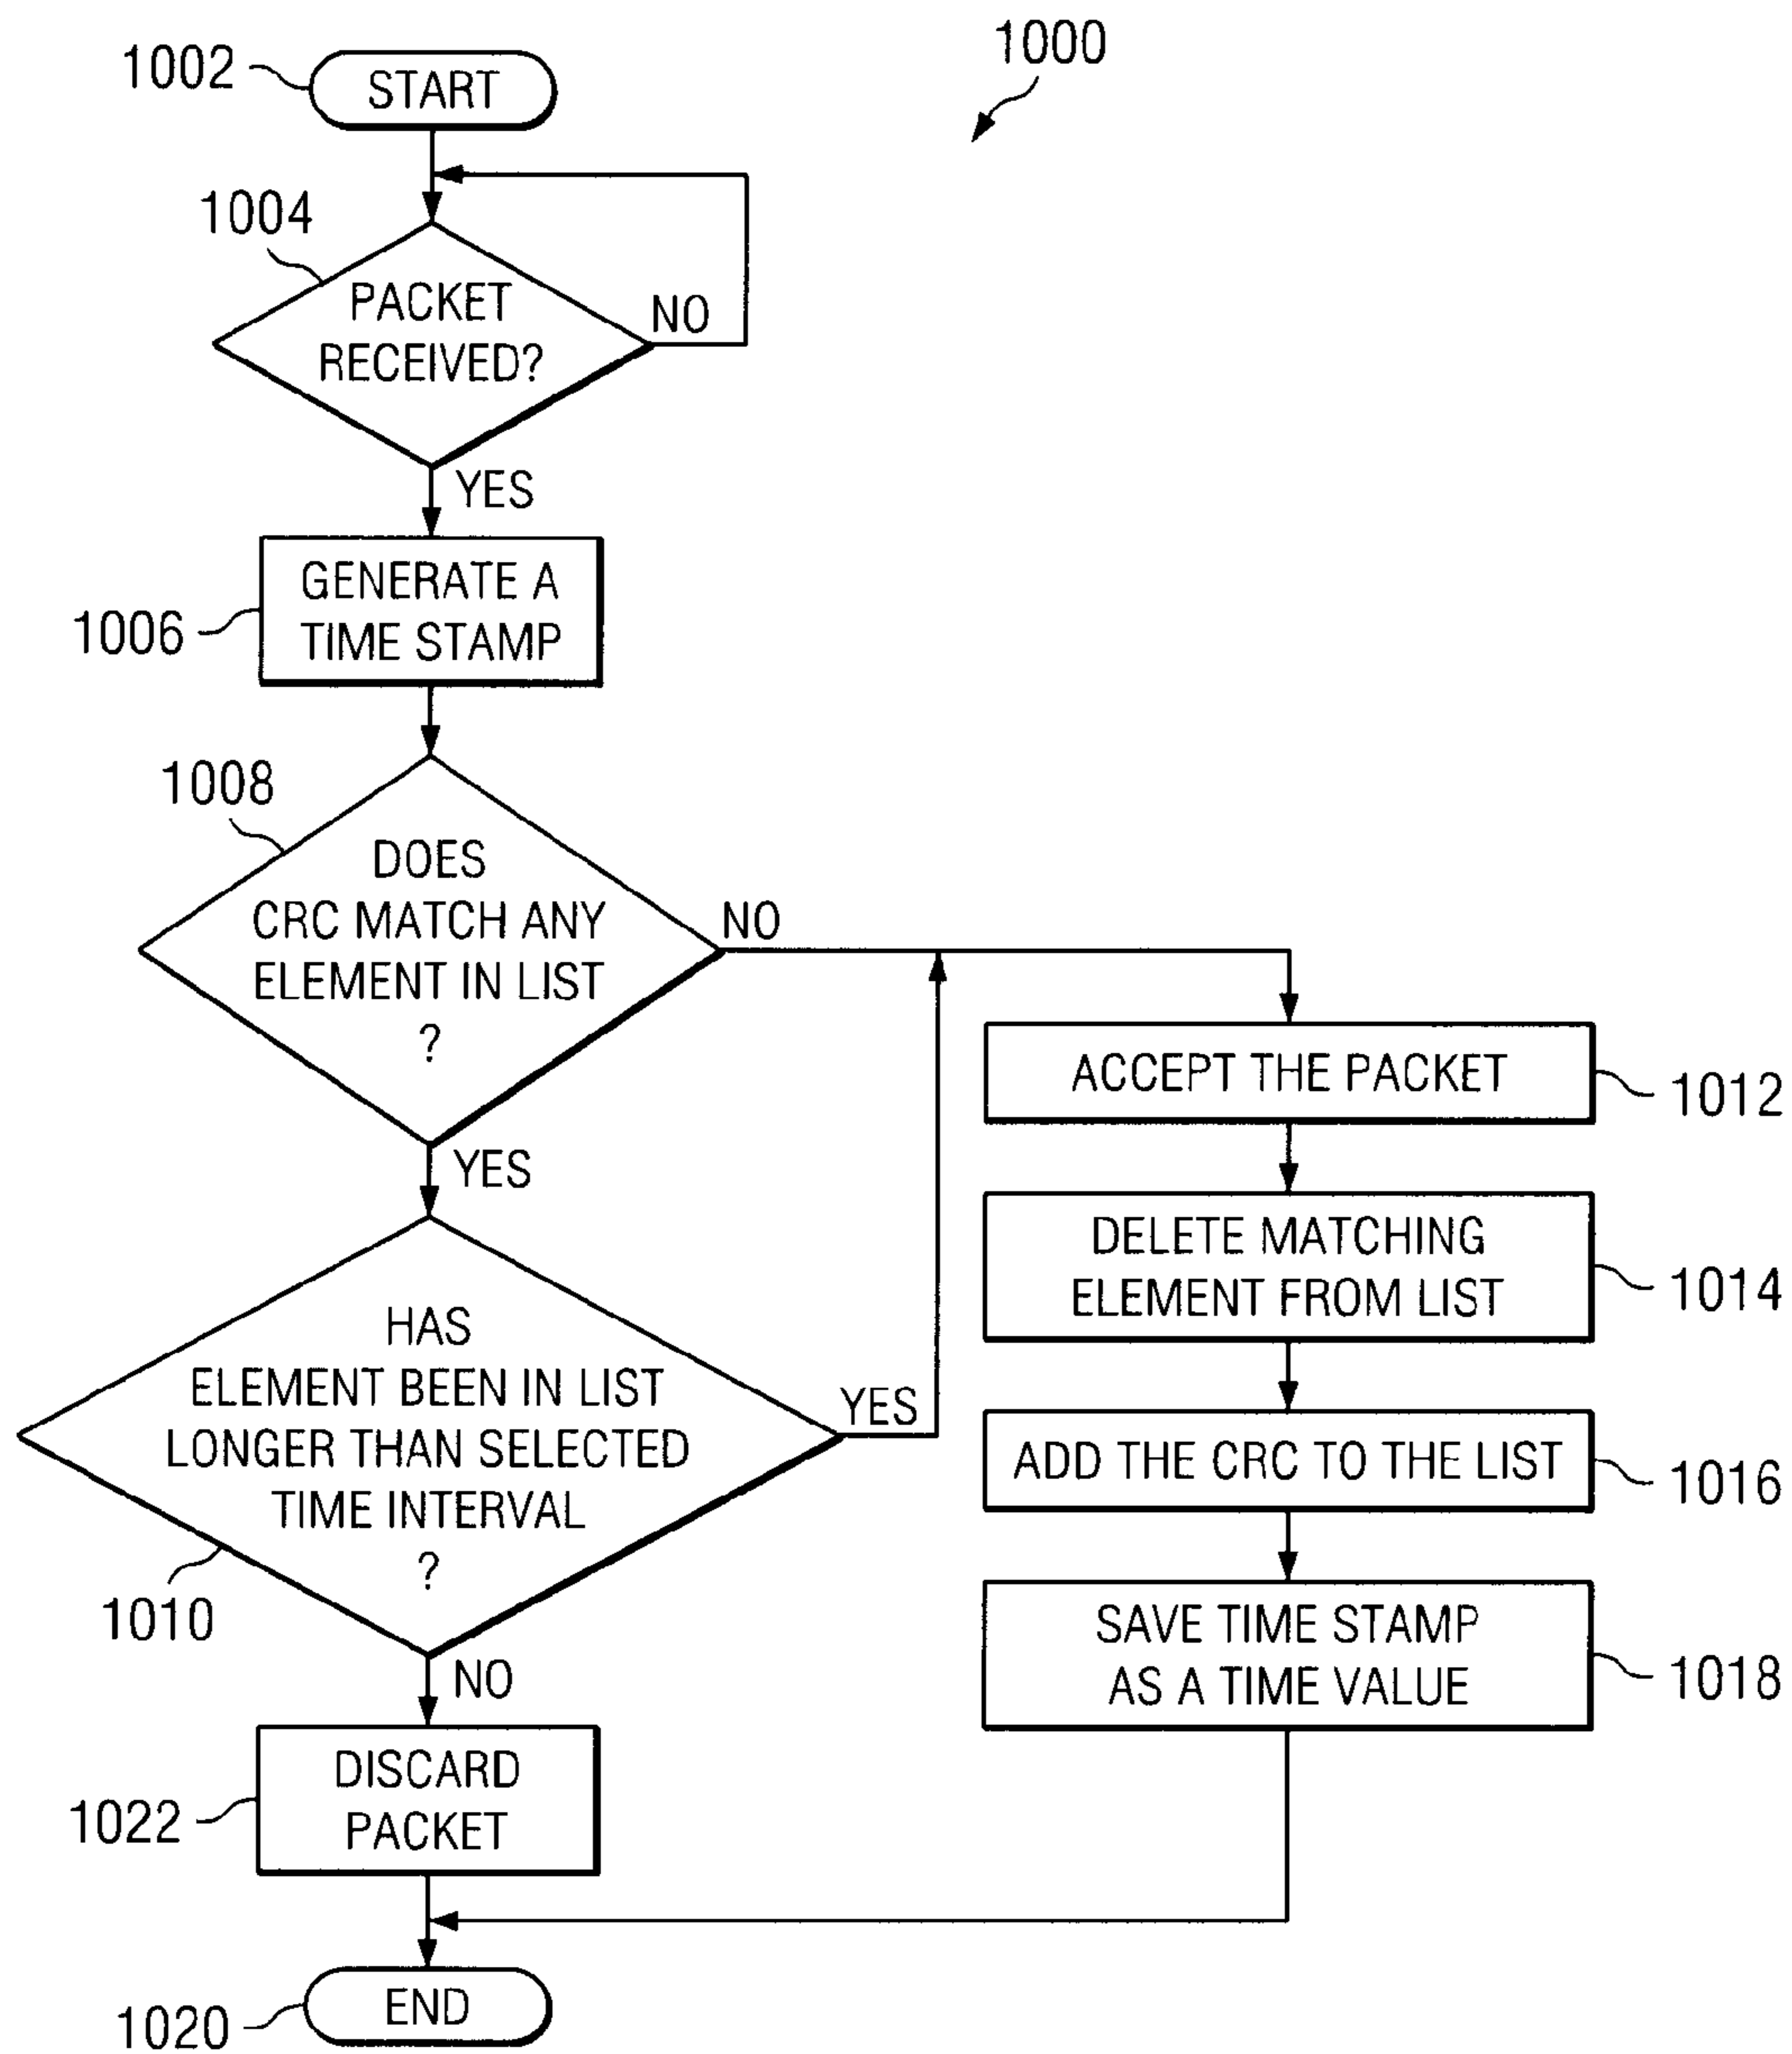 1000
1002
START
1004
PACKET
RECEIVED?
NO
YES
1006
GENERATE A
TIME STAMP
1008
DOES
CRC MATCH ANY
ELEMENT IN LIST
?
NO
YES
1010
HAS
ELEMENT BEEN IN LIST
LONGER THAN SELECTED
TIME INTERVAL
?
YES
NO
ACCEPT THE PACKET
1012
DELETE MATCHING
ELEMENT FROM LIST
1014
ADD THE CRC TO THE LIST
1016
SAVE TIME STAMP
AS A TIME VALUE
1018
1022
DISCARD
PACKET
1020
END